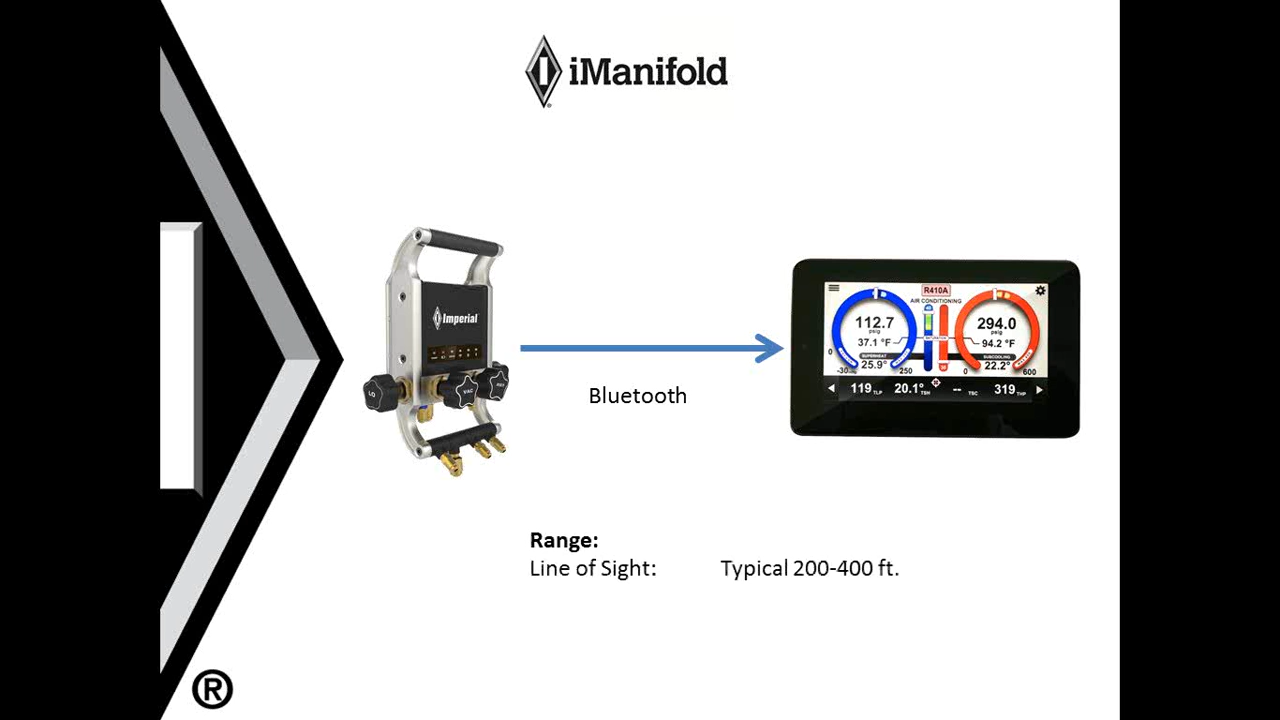 iManifold
®
Imperial
LO
VAC
REF
Bluetooth
R410A
AIR CONDITIONING
112.7
psig
37.1 °F
SUPERHEAT
25.9°
0
-30
250
294.0
psig
94.2 °F
SUBCOOLING
22.2°
0
600
119 TLP
20.1° TSH
-- TSC
319 THP
Range:
Line of Sight: Typical 200-400 ft.
®